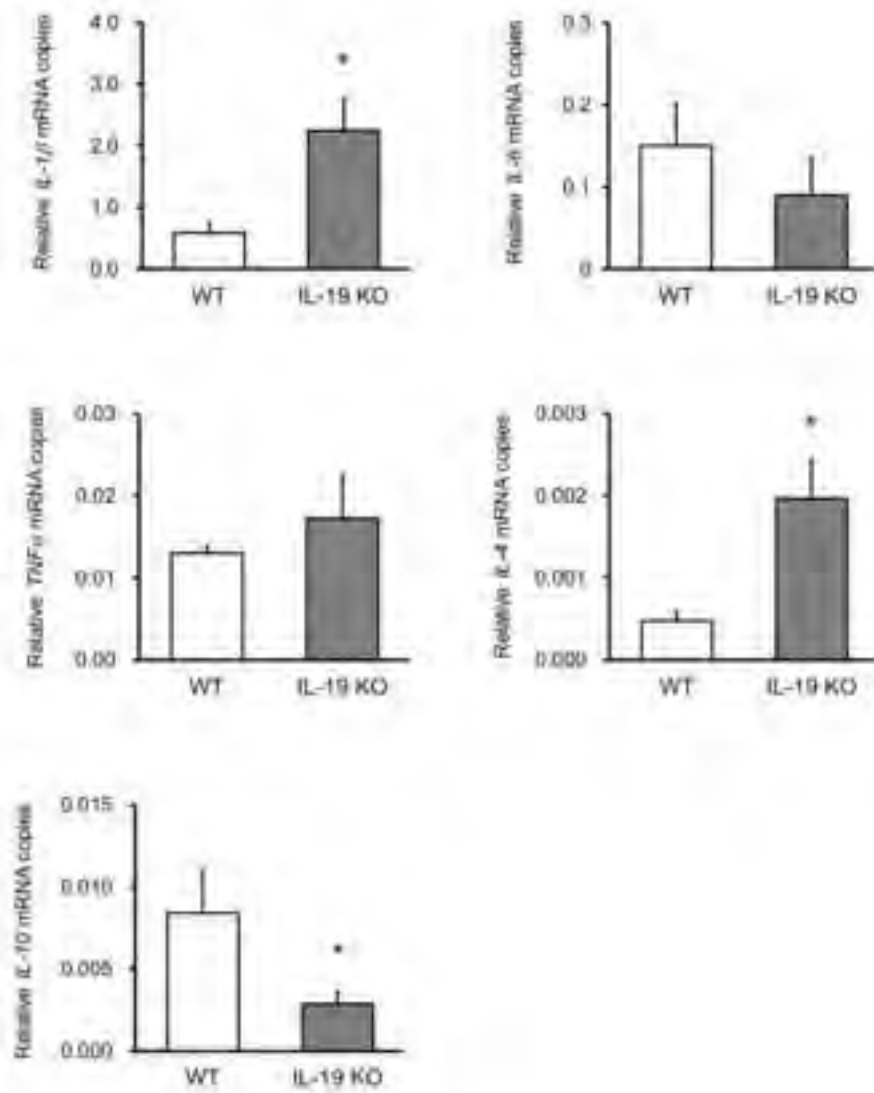 Relative IL-1β mRNA copies
4.0
3.0
2.0
1.0
0.0
*
WT
IL-19 KO
Relative IL-6 mRNA copies
0.3
0.2
0.1
0
WT
IL-19 KO
Relative TNFα mRNA copies
0.03
0.02
0.01
0.00
WT
IL-19 KO
Relative IL-4 mRNA copies
0.003
0.002
0.001
0.000
*
WT
IL-19 KO
Relative IL-10 mRNA copies
0.015
0.010
0.005
0.000
*
WT
IL-19 KO